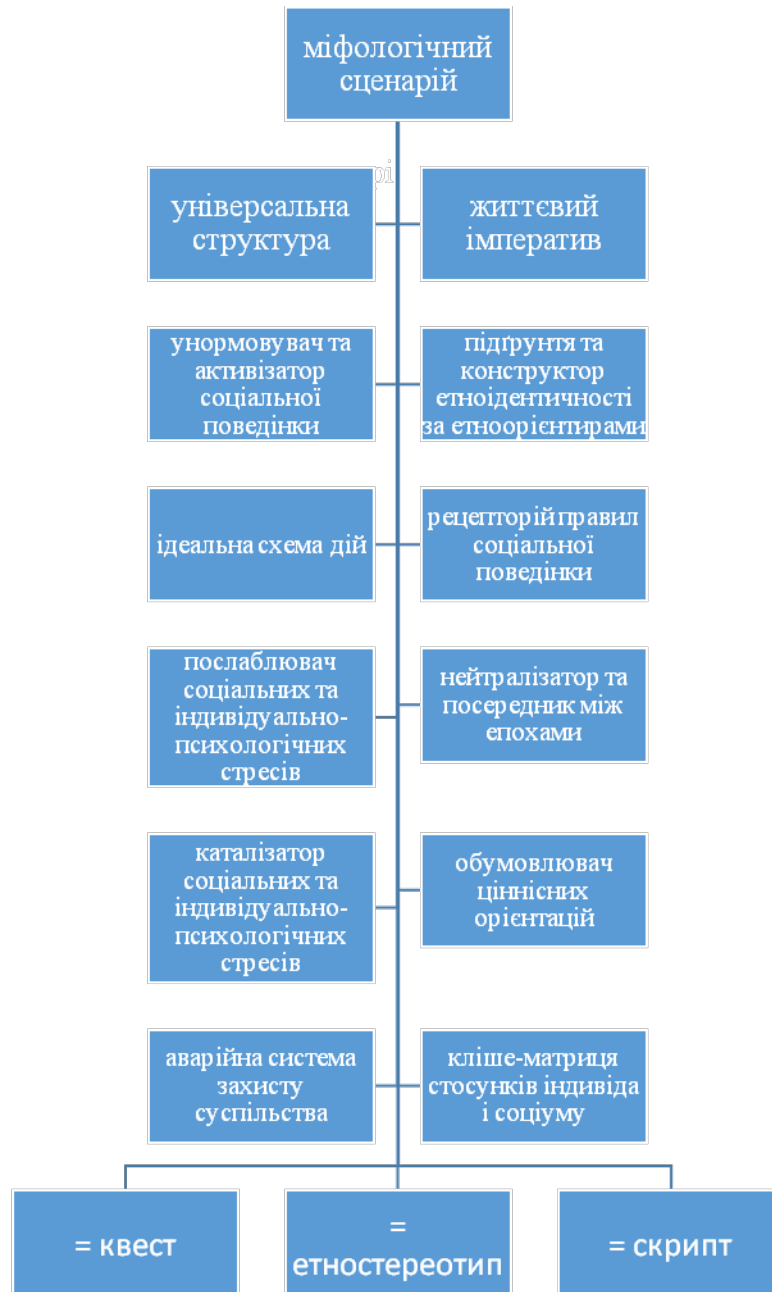 міфологічний
сценарій
рі
універсальна
структура
життєвий
імператив
унормовувач та
активізатор
соціальної
поведінки
підґрунтя та
конструктор
етноідентичності
за етноорієнтирами
ідеальна схема дій
рецепторій правил
соціальної
поведінки
послаблювач
соціальних та
індивідуально-
психологічних
стресів
нейтралізатор та
посередник між
епохами
каталізатор
соціальних та
індивідуально-
психологічних
стресів
обумовлювач
ціннісних
орієнтацій
аварійна система
захисту
суспільства
кліше-матриця
стосунків індивіда
і соціуму
= квест
=
етностереотип
= скрипт